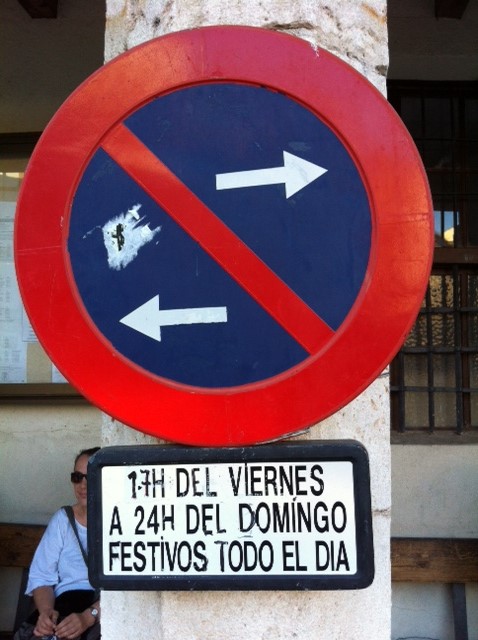 17H DEL VIERNES
A 24H DEL DOMINGO
FESTIVOS TODO EL DIA